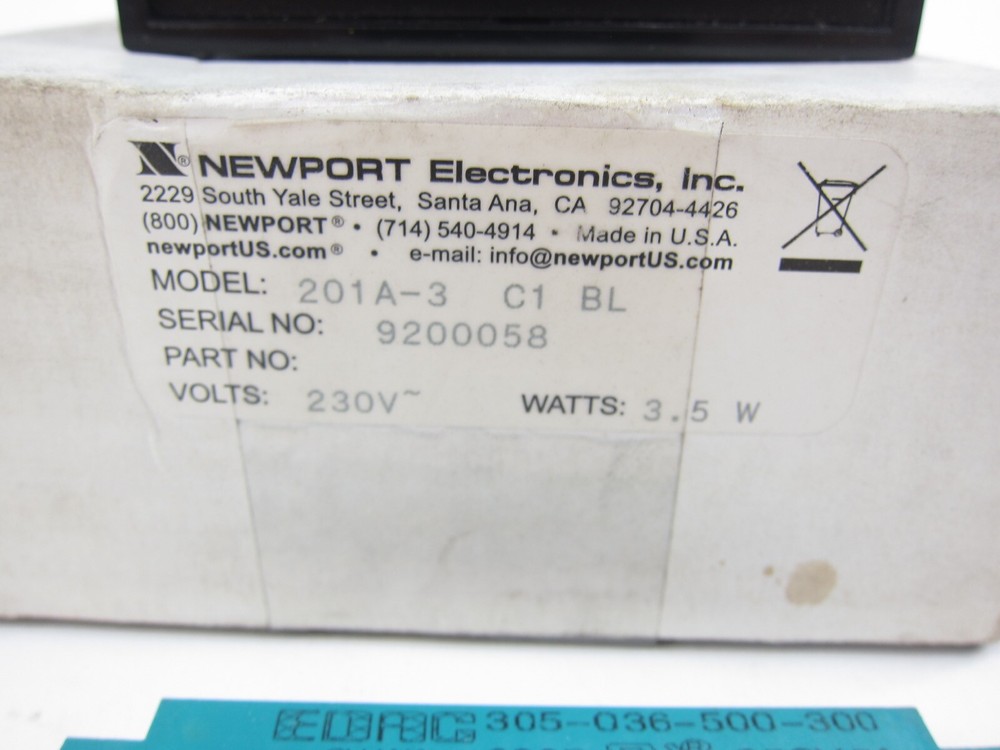 N® NEWPORT Electronics, Inc.
2229 South Yale Street, Santa Ana, CA 92704-4426
(800) NEWPORT® • (714) 540-4914 • Made in U.S.A.
newportUS.com® • e-mail: info@newportUS.com
MODEL: 201A-3 C1 BL
SERIAL NO: 9200058
PART NO:
VOLTS: 230V~ WATTS: 3.5 W
EDAC 305-036-500-300